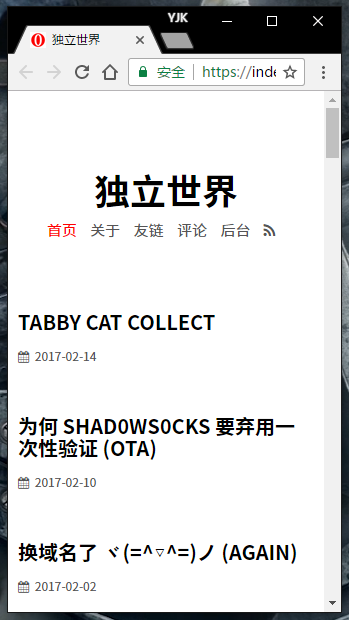 YJK
独立世界
安全 https://inde
独立世界
首页 关于 友链 评论 后台
TABBY CAT COLLECT
2017-02-14
为何 SHAD0WS0CKS 要弃用一
次性验证 (OTA)
2017-02-10
换域名了 ヾ(=^▽^=)ノ (AGAIN)
2017-02-02